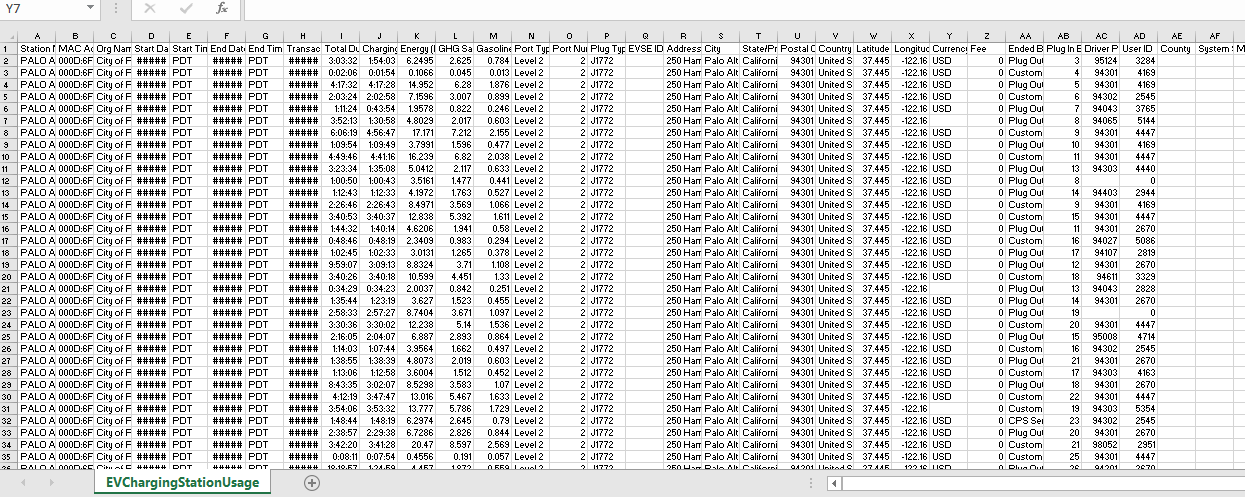 Y7 fx
A B C D E F G H I J K L M N O P Q R S T U V W X Y Z AA AB AC AD AE AF
1 Station N MAC Ad Org Nam Start Da Start Tim End Date End Tim Transac Total Du Charging Energy (I GHG Sa Gasoline Port Typ Port Nur Plug Typ EVSE ID Address City State/Pr Postal C Country Latitude Longituc Currenc Fee Ended B Plug In E Driver P User ID County System S M
2 PALO A 000D:6F City of F ##### PDT ##### PDT ##### 3:03:32 1:54:03 6.2495 2.625 0.784 Level 2 2 J1772 250 Ham Palo Alt Californi 94301 United S 37.445 -122.16 USD 0 Plug Out 3 95124 3284
3 PALO A 000D:6F City of F ##### PDT ##### PDT ##### 0:02:06 0:01:54 0.1066 0.045 0.013 Level 2 2 J1772 250 Ham Palo Alt Californi 94301 United S 37.445 -122.16 USD 0 Custom 4 94301 4169
4 PALO A 000D:6F City of F ##### PDT ##### PDT ##### 4:17:32 4:17:28 14.952 6.28 1.876 Level 2 2 J1772 250 Ham Palo Alt Californi 94301 United S 37.445 -122.16 USD 0 Plug Out 5 94301 4169
5 PALO A 000D:6F City of F ##### PDT ##### PDT ##### 2:03:24 2:02:58 7.1596 3.007 0.899 Level 2 2 J1772 250 Ham Palo Alt Californi 94301 United S 37.445 -122.16 USD 0 Custom 6 94302 2545
6 PALO A 000D:6F City of F ##### PDT ##### PDT ##### 1:11:24 0:43:54 1.9578 0.822 0.246 Level 2 2 J1772 250 Ham Palo Alt Californi 94301 United S 37.445 -122.16 USD 0 Plug Out 7 94043 3765
7 PALO A 000D:6F City of F ##### PDT ##### PDT ##### 3:52:13 1:30:58 4.8029 2.017 0.603 Level 2 2 J1772 250 Ham Palo Alt Californi 94301 United S 37.445 -122.16 0 Plug Out 8 94065 5144
8 PALO A 000D:6F City of F ##### PDT ##### PDT ##### 6:06:19 4:56:47 17.171 7.212 2.155 Level 2 2 J1772 250 Ham Palo Alt Californi 94301 United S 37.445 -122.16 USD 0 Custom 9 94301 4447
9 PALO A 000D:6F City of F ##### PDT ##### PDT ##### 1:09:54 1:09:49 3.7991 1.596 0.477 Level 2 2 J1772 250 Ham Palo Alt Californi 94301 United S 37.445 -122.16 USD 0 Plug Out 10 94301 4169
10 PALO A 000D:6F City of F ##### PDT ##### PDT ##### 4:49:46 4:41:16 16.239 6.82 2.038 Level 2 2 J1772 250 Ham Palo Alt Californi 94301 United S 37.445 -122.16 USD 0 Custom 11 94301 4447
11 PALO A 000D:6F City of F ##### PDT ##### PDT ##### 3:23:34 1:35:08 5.0412 2.117 0.633 Level 2 2 J1772 250 Ham Palo Alt Californi 94301 United S 37.445 -122.16 USD 0 Plug Out 13 94303 4440
12 PALO A 000D:6F City of F ##### PDT ##### PDT ##### 1:00:50 1:00:43 3.5161 1.477 0.441 Level 2 2 J1772 250 Ham Palo Alt Californi 94301 United S 37.445 -122.16 0 Plug Out 8 0
13 PALO A 000D:6F City of F ##### PDT ##### PDT ##### 1:12:43 1:12:33 4.1972 1.763 0.527 Level 2 2 J1772 250 Ham Palo Alt Californi 94301 United S 37.445 -122.16 USD 0 Plug Out 14 94403 2944
14 PALO A 000D:6F City of F ##### PDT ##### PDT ##### 2:26:46 2:26:43 8.4971 3.569 1.066 Level 2 2 J1772 250 Ham Palo Alt Californi 94301 United S 37.445 -122.16 USD 0 Custom 9 94301 4169
15 PALO A 000D:6F City of F ##### PDT ##### PDT ##### 3:40:53 3:40:37 12.838 5.392 1.611 Level 2 2 J1772 250 Ham Palo Alt Californi 94301 United S 37.445 -122.16 USD 0 Custom 15 94301 4447
16 PALO A 000D:6F City of F ##### PDT ##### PDT ##### 1:44:32 1:40:14 4.6206 1.941 0.58 Level 2 2 J1772 250 Ham Palo Alt Californi 94301 United S 37.445 -122.16 USD 0 Plug Out 11 94301 2670
17 PALO A 000D:6F City of F ##### PDT ##### PDT ##### 0:48:46 0:48:19 2.3409 0.983 0.294 Level 2 2 J1772 250 Ham Palo Alt Californi 94301 United S 37.445 -122.16 USD 0 Custom 16 94027 5086
18 PALO A 000D:6F City of F ##### PDT ##### PDT ##### 1:02:45 1:02:33 3.0131 1.265 0.378 Level 2 2 J1772 250 Ham Palo Alt Californi 94301 United S 37.445 -122.16 USD 0 Plug Out 17 94107 2819
19 PALO A 000D:6F City of F ##### PDT ##### PDT ##### 9:59:07 3:09:13 8.8324 3.71 1.108 Level 2 2 J1772 250 Ham Palo Alt Californi 94301 United S 37.445 -122.16 USD 0 Plug Out 12 94301 2670
20 PALO A 000D:6F City of F ##### PDT ##### PDT ##### 3:40:26 3:40:18 10.599 4.451 1.33 Level 2 2 J1772 250 Ham Palo Alt Californi 94301 United S 37.445 -122.16 USD 0 Custom 18 94611 3329
21 PALO A 000D:6F City of F ##### PDT ##### PDT ##### 0:34:29 0:34:23 2.0037 0.842 0.251 Level 2 2 J1772 250 Ham Palo Alt Californi 94301 United S 37.445 -122.16 0 Plug Out 13 94043 2828
22 PALO A 000D:6F City of F ##### PDT ##### PDT ##### 1:35:44 1:23:19 3.627 1.523 0.455 Level 2 2 J1772 250 Ham Palo Alt Californi 94301 United S 37.445 -122.16 USD 0 Plug Out 14 94301 2670
23 PALO A 000D:6F City of F ##### PDT ##### PDT ##### 2:58:33 2:57:27 8.7404 3.671 1.097 Level 2 2 J1772 250 Ham Palo Alt Californi 94301 United S 37.445 -122.16 USD 0 Plug Out 19 0
24 PALO A 000D:6F City of F ##### PDT ##### PDT ##### 3:30:36 3:30:02 12.238 5.14 1.536 Level 2 2 J1772 250 Ham Palo Alt Californi 94301 United S 37.445 -122.16 USD 0 Custom 20 94301 4447
25 PALO A 000D:6F City of F ##### PDT ##### PDT ##### 2:16:05 2:04:07 6.887 2.893 0.864 Level 2 2 J1772 250 Ham Palo Alt Californi 94301 United S 37.445 -122.16 USD 0 Plug Out 15 95008 4714
26 PALO A 000D:6F City of F ##### PDT ##### PDT ##### 1:14:03 1:07:44 3.9564 1.662 0.497 Level 2 2 J1772 250 Ham Palo Alt Californi 94301 United S 37.445 -122.16 USD 0 Custom 16 94302 2545
27 PALO A 000D:6F City of F ##### PDT ##### PDT ##### 1:38:55 1:38:39 4.8073 2.019 0.603 Level 2 2 J1772 250 Ham Palo Alt Californi 94301 United S 37.445 -122.16 USD 0 Plug Out 21 94301 2670
28 PALO A 000D:6F City of F ##### PDT ##### PDT ##### 1:13:06 1:12:58 3.6004 1.512 0.452 Level 2 2 J1772 250 Ham Palo Alt Californi 94301 United S 37.445 -122.16 USD 0 Custom 17 94303 4163
29 PALO A 000D:6F City of F ##### PDT ##### PDT ##### 8:43:35 3:02:07 8.5298 3.583 1.07 Level 2 2 J1772 250 Ham Palo Alt Californi 94301 United S 37.445 -122.16 USD 0 Plug Out 18 94301 2670
30 PALO A 000D:6F City of F ##### PDT ##### PDT ##### 4:12:19 3:47:47 13.016 5.467 1.633 Level 2 2 J1772 250 Ham Palo Alt Californi 94301 United S 37.445 -122.16 USD 0 Custom 22 94301 4447
31 PALO A 000D:6F City of F ##### PDT ##### PDT ##### 3:54:06 3:53:32 13.777 5.786 1.729 Level 2 2 J1772 250 Ham Palo Alt Californi 94301 United S 37.445 -122.16 0 Custom 19 94303 5354
32 PALO A 000D:6F City of F ##### PDT ##### PDT ##### 1:48:44 1:48:19 6.2974 2.645 0.79 Level 2 2 J1772 250 Ham Palo Alt Californi 94301 United S 37.445 -122.16 USD 0 CPS Ser 23 94302 2545
33 PALO A 000D:6F City of F ##### PDT ##### PDT ##### 2:38:57 2:29:38 6.7286 2.826 0.844 Level 2 2 J1772 250 Ham Palo Alt Californi 94301 United S 37.445 -122.16 USD 0 Plug Out 20 94301 2670
34 PALO A 000D:6F City of F ##### PDT ##### PDT ##### 3:42:20 3:31:28 20.47 8.597 2.569 Level 2 2 J1772 250 Ham Palo Alt Californi 94301 United S 37.445 -122.16 USD 0 Custom 21 98052 2951
35 PALO A 000D:6F City of F ##### PDT ##### PDT ##### 0:08:11 0:07:54 0.4556 0.191 0.057 Level 2 2 J1772 250 Ham Palo Alt Californi 94301 United S 37.445 -122.16 USD 0 Custom 25 94301 4447
EVChargingStationUsage